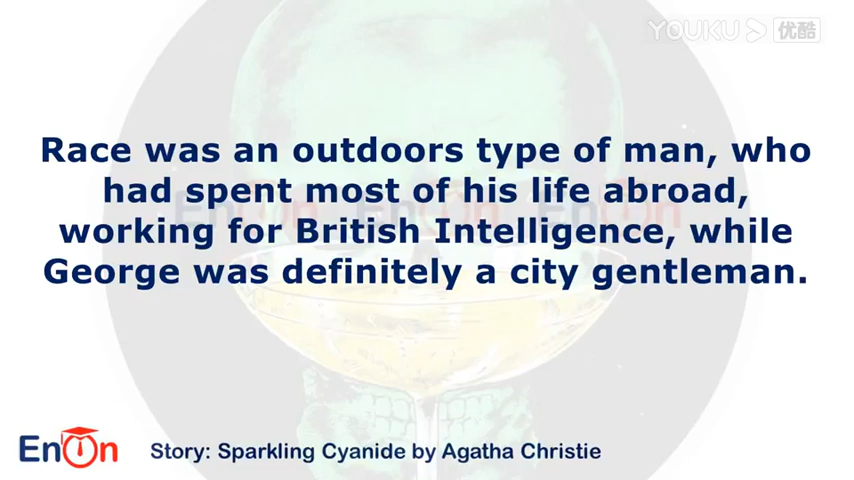 YOUKU 优酷
Race was an outdoors type of man, who
had spent most of his life abroad,
working for British Intelligence, while
George was definitely a city gentleman.
EnOn
Story: Sparkling Cyanide by Agatha Christie